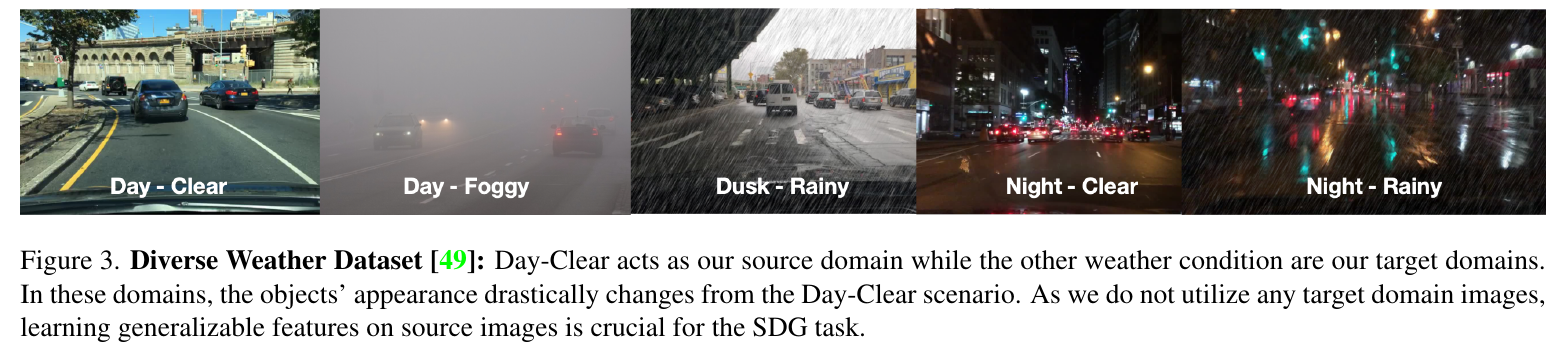 Day - Clear
Day - Foggy
Dusk - Rainy
Night - Clear
Night - Rainy
Figure 3. Diverse Weather Dataset [49]: Day-Clear acts as our source domain while the other weather condition are our target domains.
In these domains, the objects' appearance drastically changes from the Day-Clear scenario. As we do not utilize any target domain images,
learning generalizable features on source images is crucial for the SDG task.